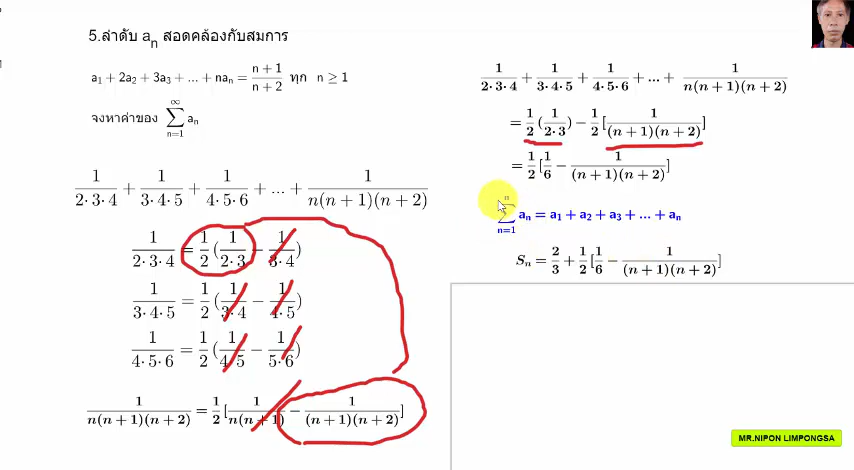 5.ลำดับ aₙ สอดคล้องกับสมการ
a₁ + 2a₂ + 3a₃ + ... + naₙ = (n + 1)/(n + 2) ทุก n ≥ 1
จงหาค่าของ ∞ ∑ n=1 aₙ
1/(2·3·4) + 1/(3·4·5) + 1/(4·5·6) + ... + 1/(n(n + 1)(n + 2))
1/(2·3·4) = 1/2 (1/(2·3) − 1/(3·4))
1/(3·4·5) = 1/2 (1/(3·4) − 1/(4·5))
1/(4·5·6) = 1/2 (1/(4·5) − 1/(5·6))
1/(n(n + 1)(n + 2)) = 1/2 [1/(n(n + 1)) − 1/((n + 1)(n + 2))]
1/(2·3·4) + 1/(3·4·5) + 1/(4·5·6) + ... + 1/(n(n + 1)(n + 2))
= 1/2 (1/(2·3)) − 1/2 [1/((n + 1)(n + 2))]
= 1/2 [1/6 − 1/((n + 1)(n + 2))]
n ∑ n=1 aₙ = a₁ + a₂ + a₃ + ... + aₙ
Sₙ = 2/3 + 1/2 [1/6 − 1/((n + 1)(n + 2))]
MR.NIPON LIMPONGSA